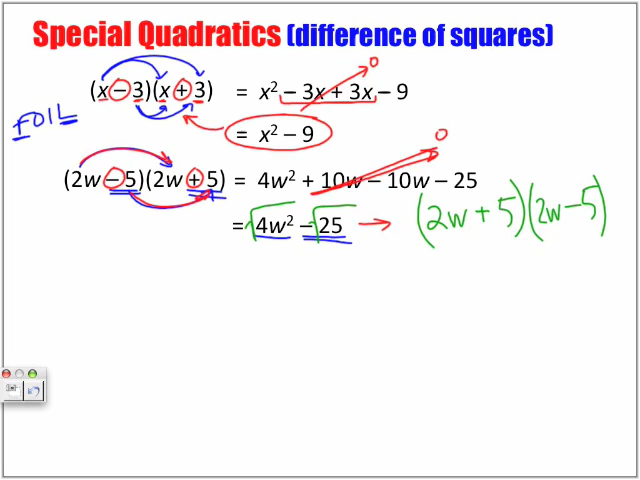 Special Quadratics (difference of squares)
(x − 3)(x + 3) = x² − 3x + 3x − 9 0
FOIL
= x² − 9
(2w − 5)(2w + 5) = 4w² + 10w − 10w − 25 0
= √4w² − √25 → (2w + 5)(2w − 5)